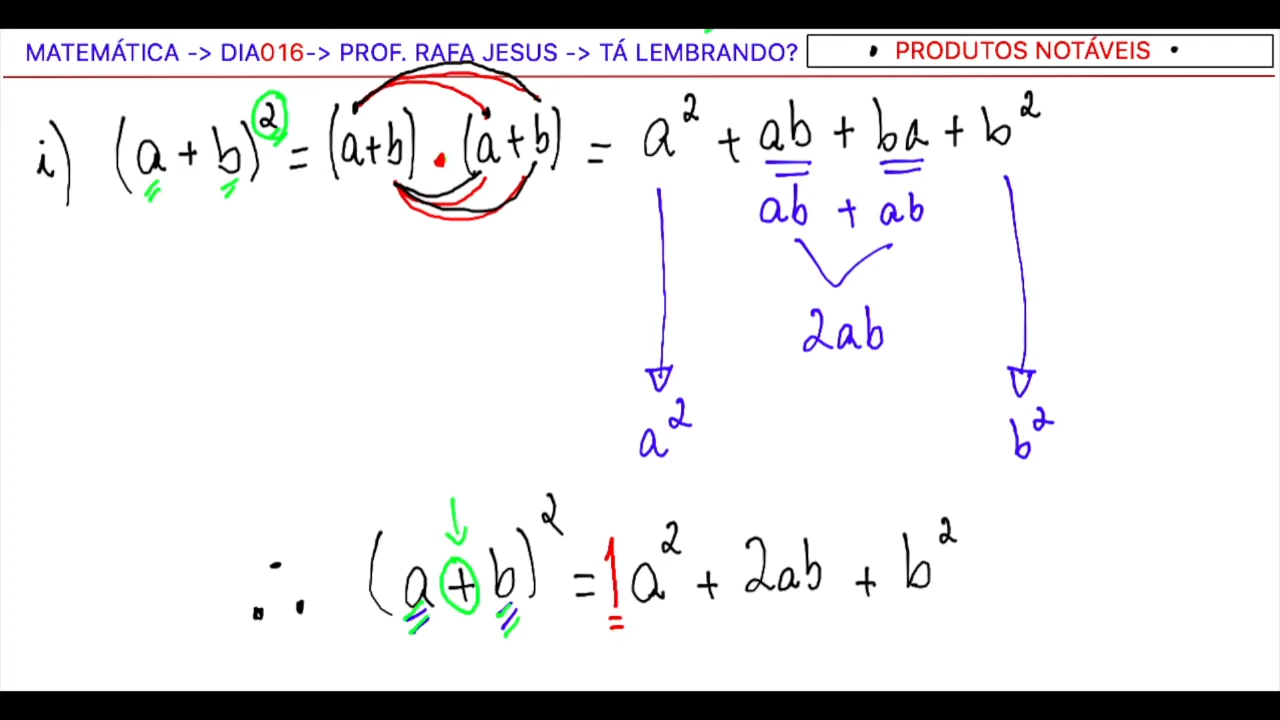 MATEMÁTICA -> DIA016-> PROF. RAFA JESUS -> TÁ LEMBRANDO?
• PRODUTOS NOTÁVEIS •
i) (a + b)² = (a+b) . (a + b) = a² + ab + ba + b²
ab + ab
2ab
a² b²
∴ (a + b)² = 1a² + 2ab + b²